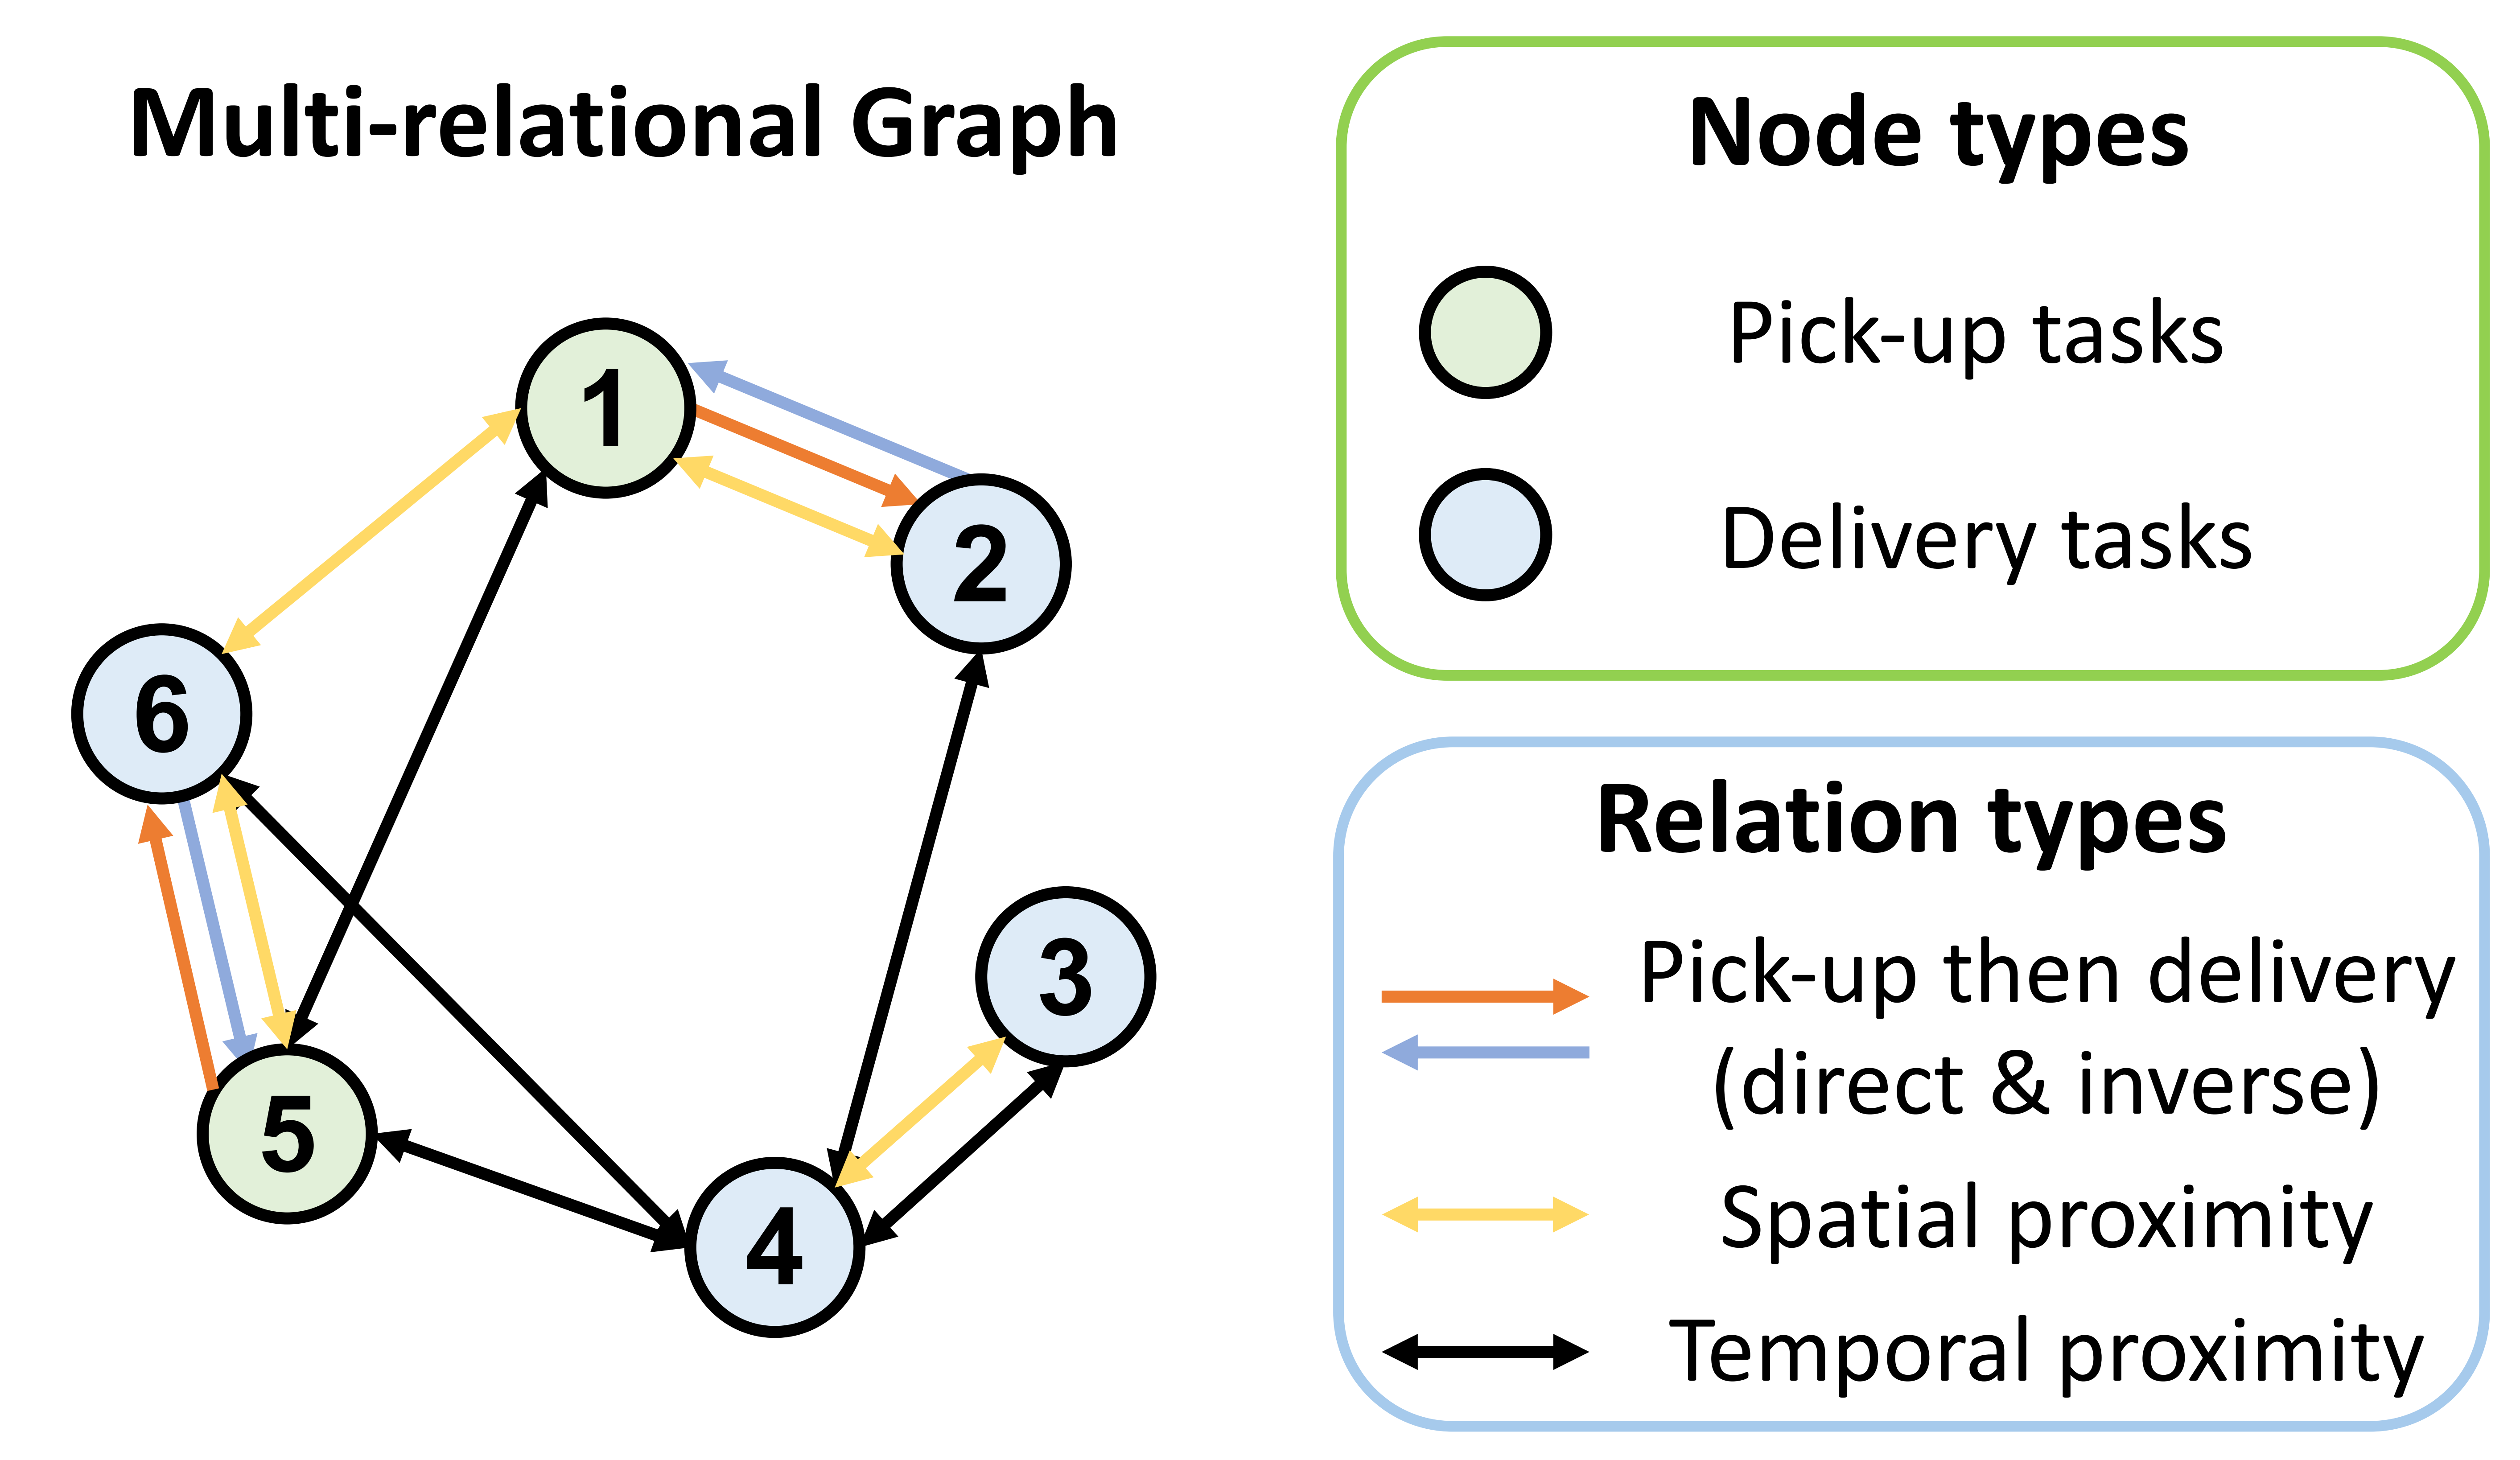 Multi-relational Graph
1
2
6
3
5
4
Node types
Pick-up tasks
Delivery tasks
Relation types
Pick-up then delivery
(direct & inverse)
Spatial proximity
Temporal proximity